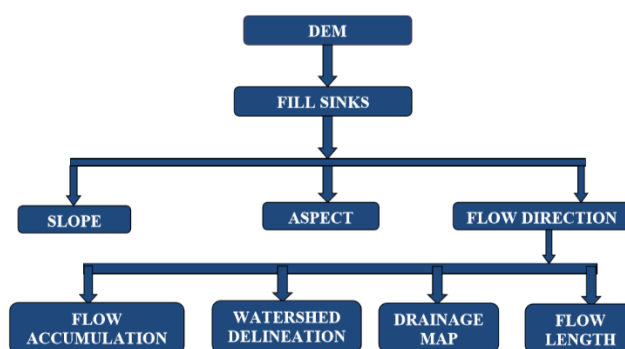 DEM
FILL SINKS
SLOPE
ASPECT
FLOW DIRECTION
FLOW
ACCUMULATION
WATERSHED
DELINEATION
DRAINAGE
MAP
FLOW
LENGTH